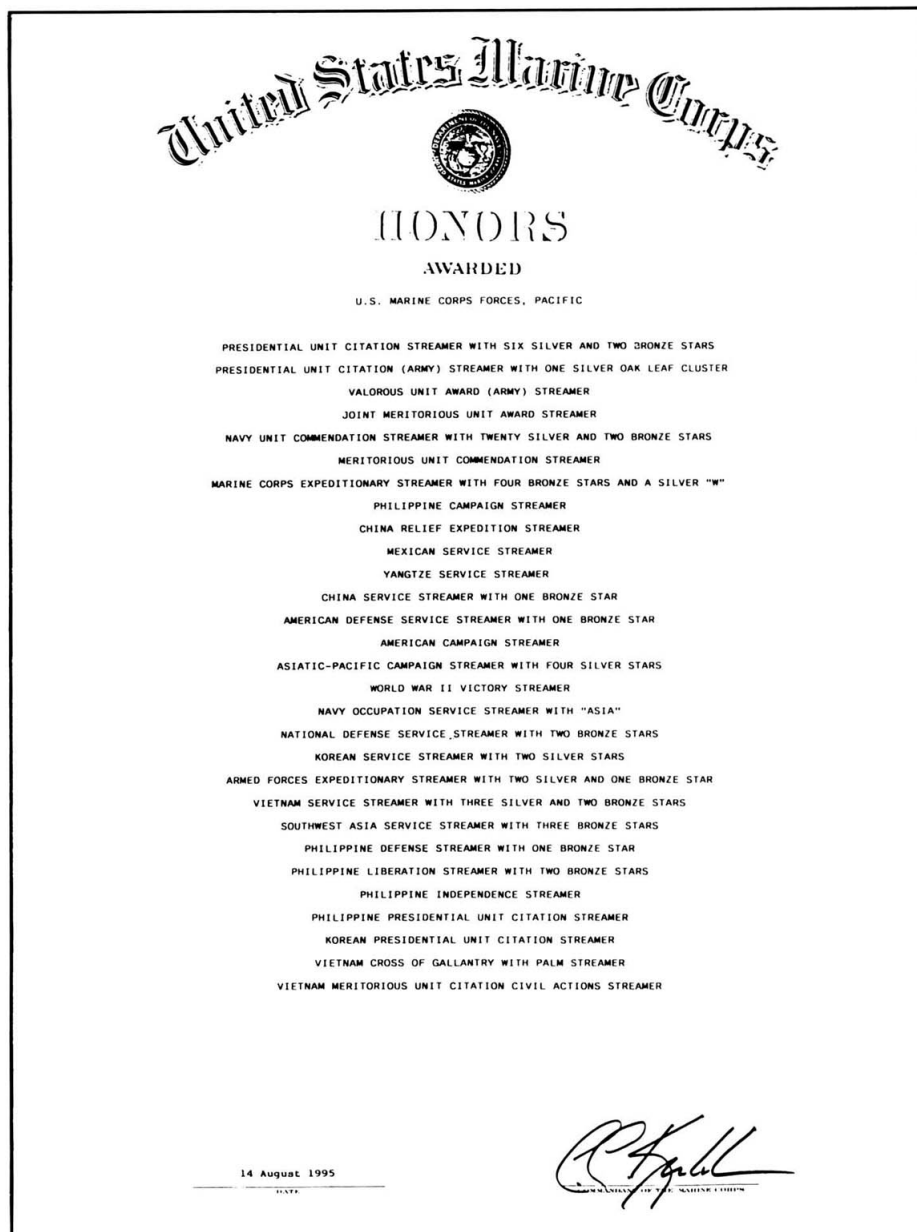 United States Marine Corps
HONORS
AWARDED
U.S. MARINE CORPS FORCES, PACIFIC
PRESIDENTIAL UNIT CITATION STREAMER WITH SIX SILVER AND TWO BRONZE STARS
PRESIDENTIAL UNIT CITATION (ARMY) STREAMER WITH ONE SILVER OAK LEAF CLUSTER
VALOROUS UNIT AWARD (ARMY) STREAMER
JOINT MERITORIOUS UNIT AWARD STREAMER
NAVY UNIT COMMENDATION STREAMER WITH TWENTY SILVER AND TWO BRONZE STARS
MERITORIOUS UNIT COMMENDATION STREAMER
MARINE CORPS EXPEDITIONARY STREAMER WITH FOUR BRONZE STARS AND A SILVER "W"
PHILIPPINE CAMPAIGN STREAMER
CHINA RELIEF EXPEDITION STREAMER
MEXICAN SERVICE STREAMER
YANGTZE SERVICE STREAMER
CHINA SERVICE STREAMER WITH ONE BRONZE STAR
AMERICAN DEFENSE SERVICE STREAMER WITH ONE BRONZE STAR
AMERICAN CAMPAIGN STREAMER
ASIATIC-PACIFIC CAMPAIGN STREAMER WITH FOUR SILVER STARS
WORLD WAR II VICTORY STREAMER
NAVY OCCUPATION SERVICE STREAMER WITH "ASIA"
NATIONAL DEFENSE SERVICE STREAMER WITH TWO BRONZE STARS
KOREAN SERVICE STREAMER WITH TWO SILVER STARS
ARMED FORCES EXPEDITIONARY STREAMER WITH TWO SILVER AND ONE BRONZE STAR
VIETNAM SERVICE STREAMER WITH THREE SILVER AND TWO BRONZE STARS
SOUTHWEST ASIA SERVICE STREAMER WITH THREE BRONZE STARS
PHILIPPINE DEFENSE STREAMER WITH ONE BRONZE STAR
PHILIPPINE LIBERATION STREAMER WITH TWO BRONZE STARS
PHILIPPINE INDEPENDENCE STREAMER
PHILIPPINE PRESIDENTIAL UNIT CITATION STREAMER
KOREAN PRESIDENTIAL UNIT CITATION STREAMER
VIETNAM CROSS OF GALLANTRY WITH PALM STREAMER
VIETNAM MERITORIOUS UNIT CITATION CIVIL ACTIONS STREAMER
14 August 1995
DATE
COMMANDANT OF THE MARINE CORPS